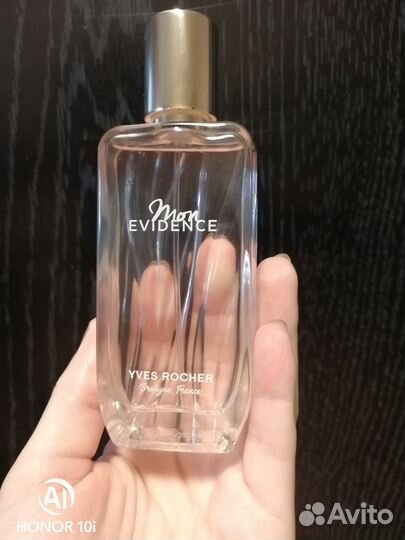 Mon
EVIDENCE
YVES ROCHER
Bretagne, France
AI
HONOR 10i
Avito